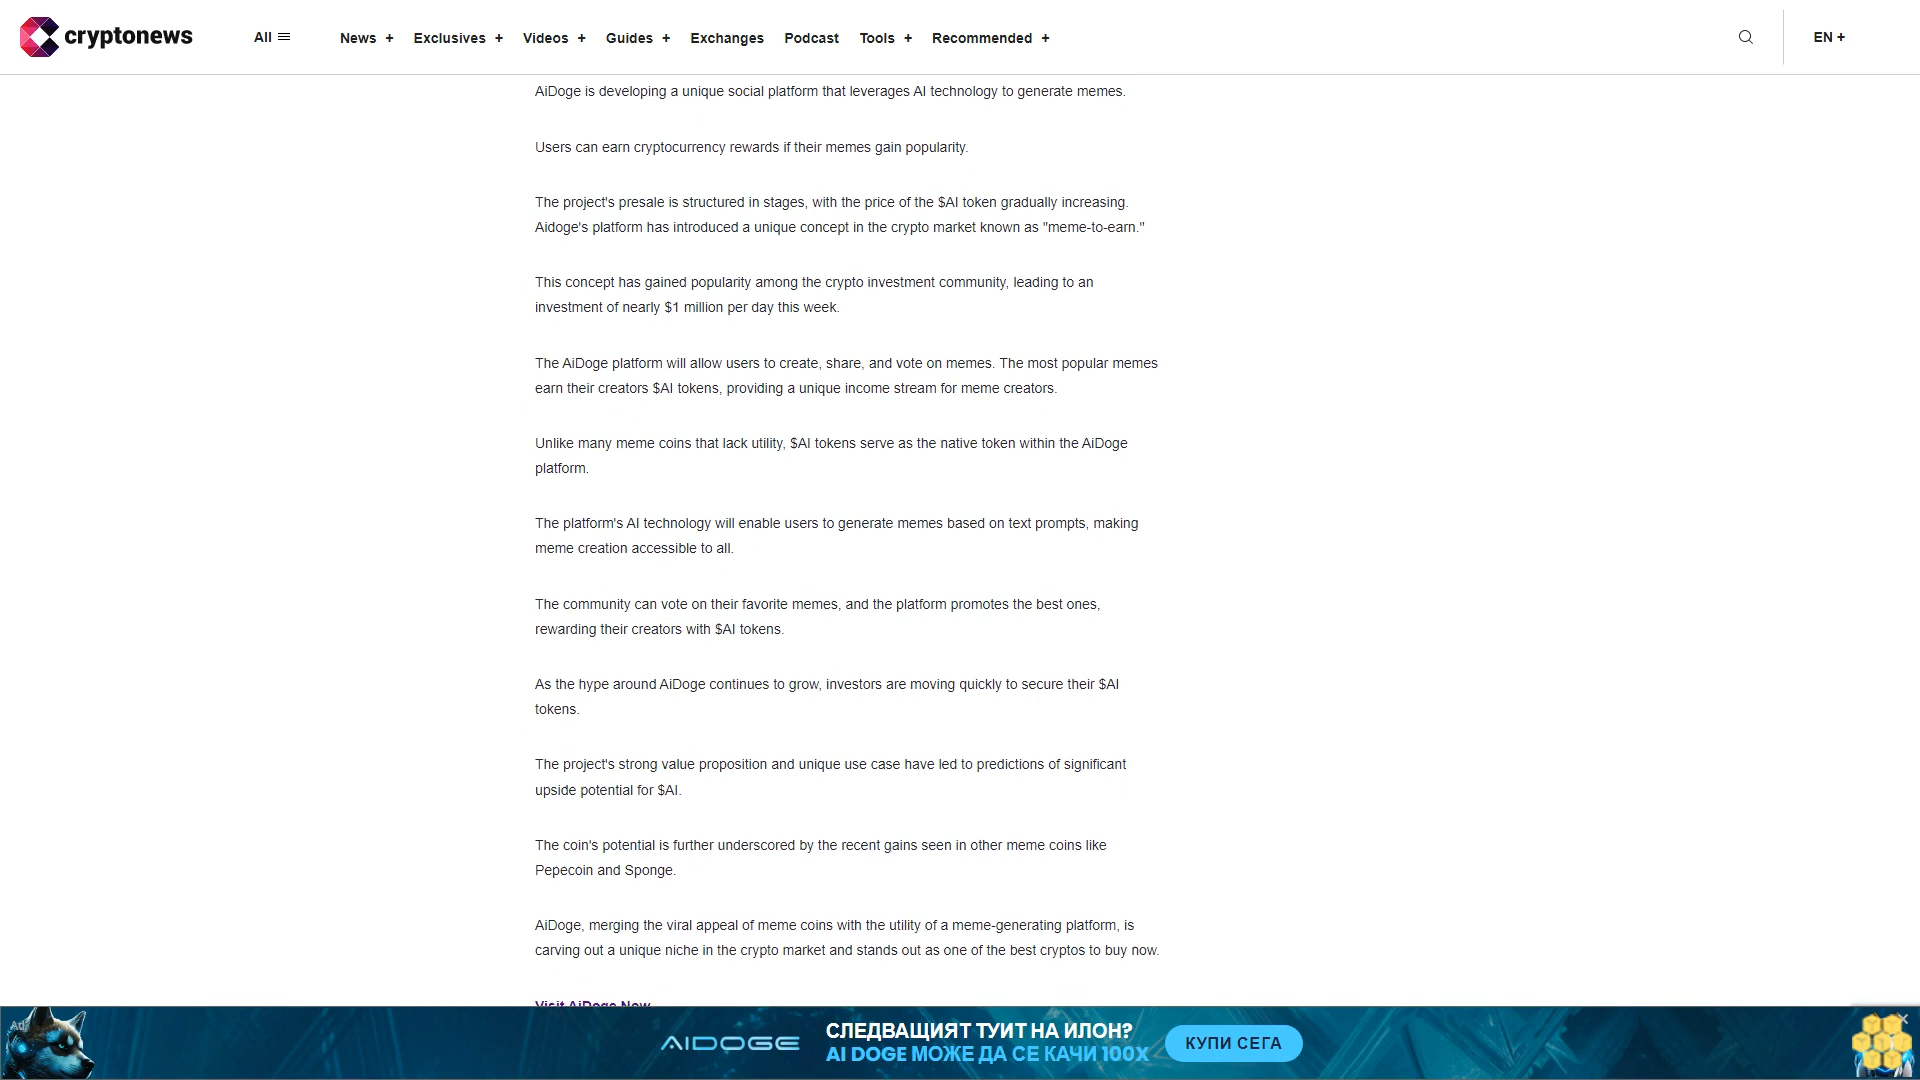 cryptonews
All
News +
Exclusives +
Videos +
Guides +
Exchanges
Podcast
Tools +
Recommended +
EN +
AiDoge is developing a unique social platform that leverages AI technology to generate memes.
Users can earn cryptocurrency rewards if their memes gain popularity.
The project's presale is structured in stages, with the price of the $AI token gradually increasing.
Aidoge's platform has introduced a unique concept in the crypto market known as "meme-to-earn."
This concept has gained popularity among the crypto investment community, leading to an
investment of nearly $1 million per day this week.
The AiDoge platform will allow users to create, share, and vote on memes. The most popular memes
earn their creators $AI tokens, providing a unique income stream for meme creators.
Unlike many meme coins that lack utility, $AI tokens serve as the native token within the AiDoge
platform.
The platform's AI technology will enable users to generate memes based on text prompts, making
meme creation accessible to all.
The community can vote on their favorite memes, and the platform promotes the best ones,
rewarding their creators with $AI tokens.
As the hype around AiDoge continues to grow, investors are moving quickly to secure their $AI
tokens.
The project's strong value proposition and unique use case have led to predictions of significant
upside potential for $AI.
The coin's potential is further underscored by the recent gains seen in other meme coins like
Pepecoin and Sponge.
AiDoge, merging the viral appeal of meme coins with the utility of a meme-generating platform, is
carving out a unique niche in the crypto market and stands out as one of the best cryptos to buy now.
Visit AiDoge Now
Ad
AIDOGE
СЛЕДВАЩИЯТ ТУИТ НА ИЛОН?
AI DOGE МОЖЕ ДА СЕ КАЧИ 100X
КУПИ СЕГА